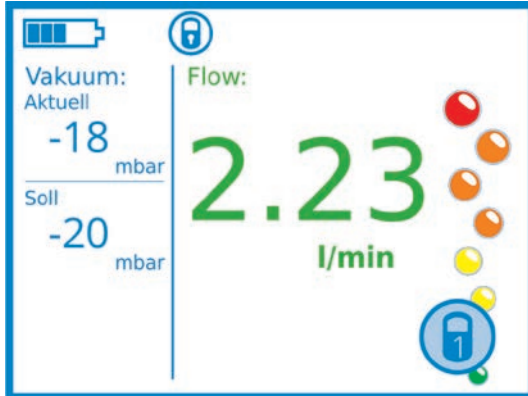 Vakuum:
Aktuell
-18
mbar
Soll
-20
mbar
Flow:
2.23
l/min
1